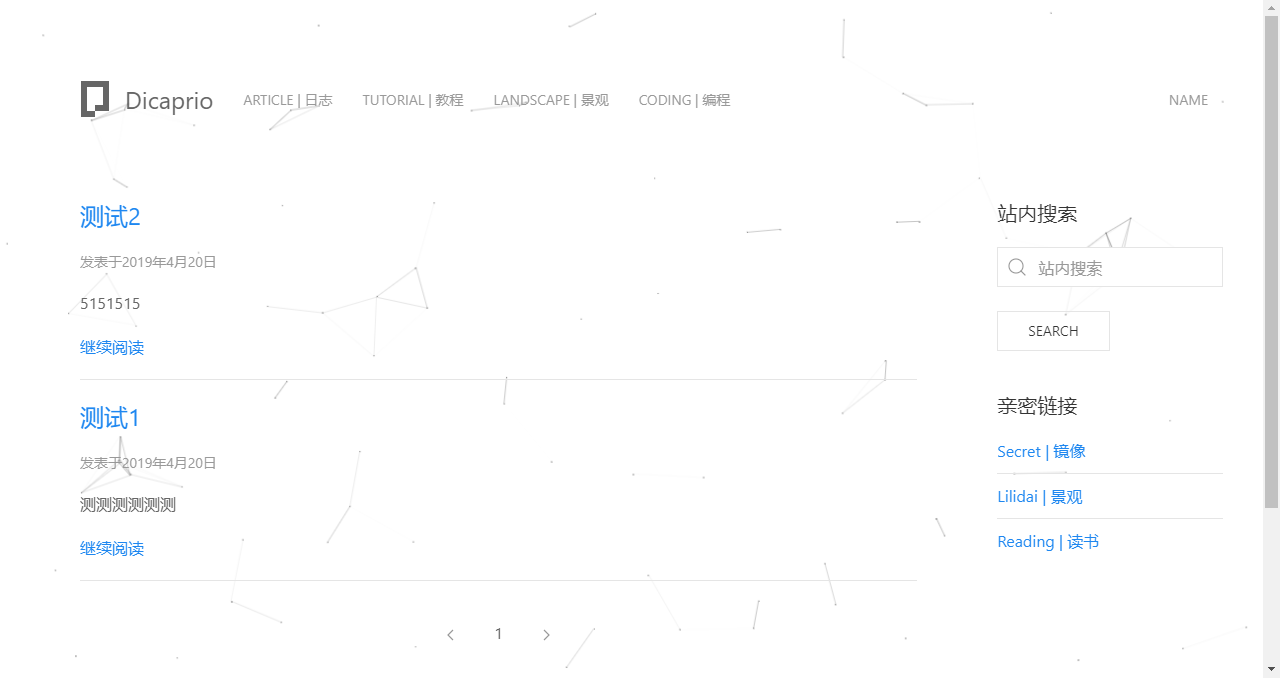 Dicaprio ARTICLE | 日志 TUTORIAL | 教程 LANDSCAPE | 景观 CODING | 编程 NAME
测试2
发表于2019年4月20日
5151515
继续阅读
测试1
发表于2019年4月20日
测测测测测测
继续阅读
1
站内搜索
站内搜索
SEARCH
亲密链接
Secret | 镜像
Lilidai | 景观
Reading | 读书